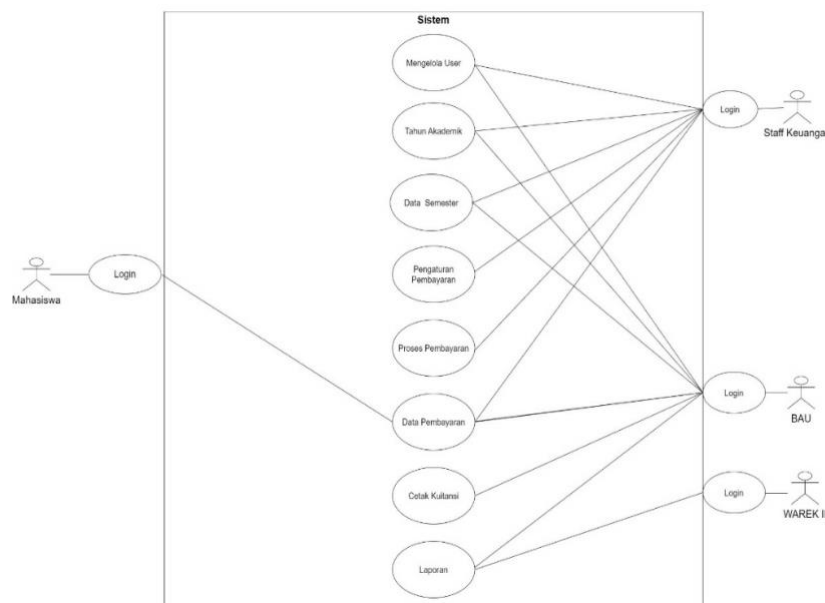 Sistem
Mengelola User
Login
Staff Keuanga
Tahun Akademik
Data Semester
Login
Mahasiswa
Pengaturan
Pembayaran
Proses Pembayaran
Login
BAU
Data Pembayaran
Cetak Kuitansi
Login
WAREK II
Laporan